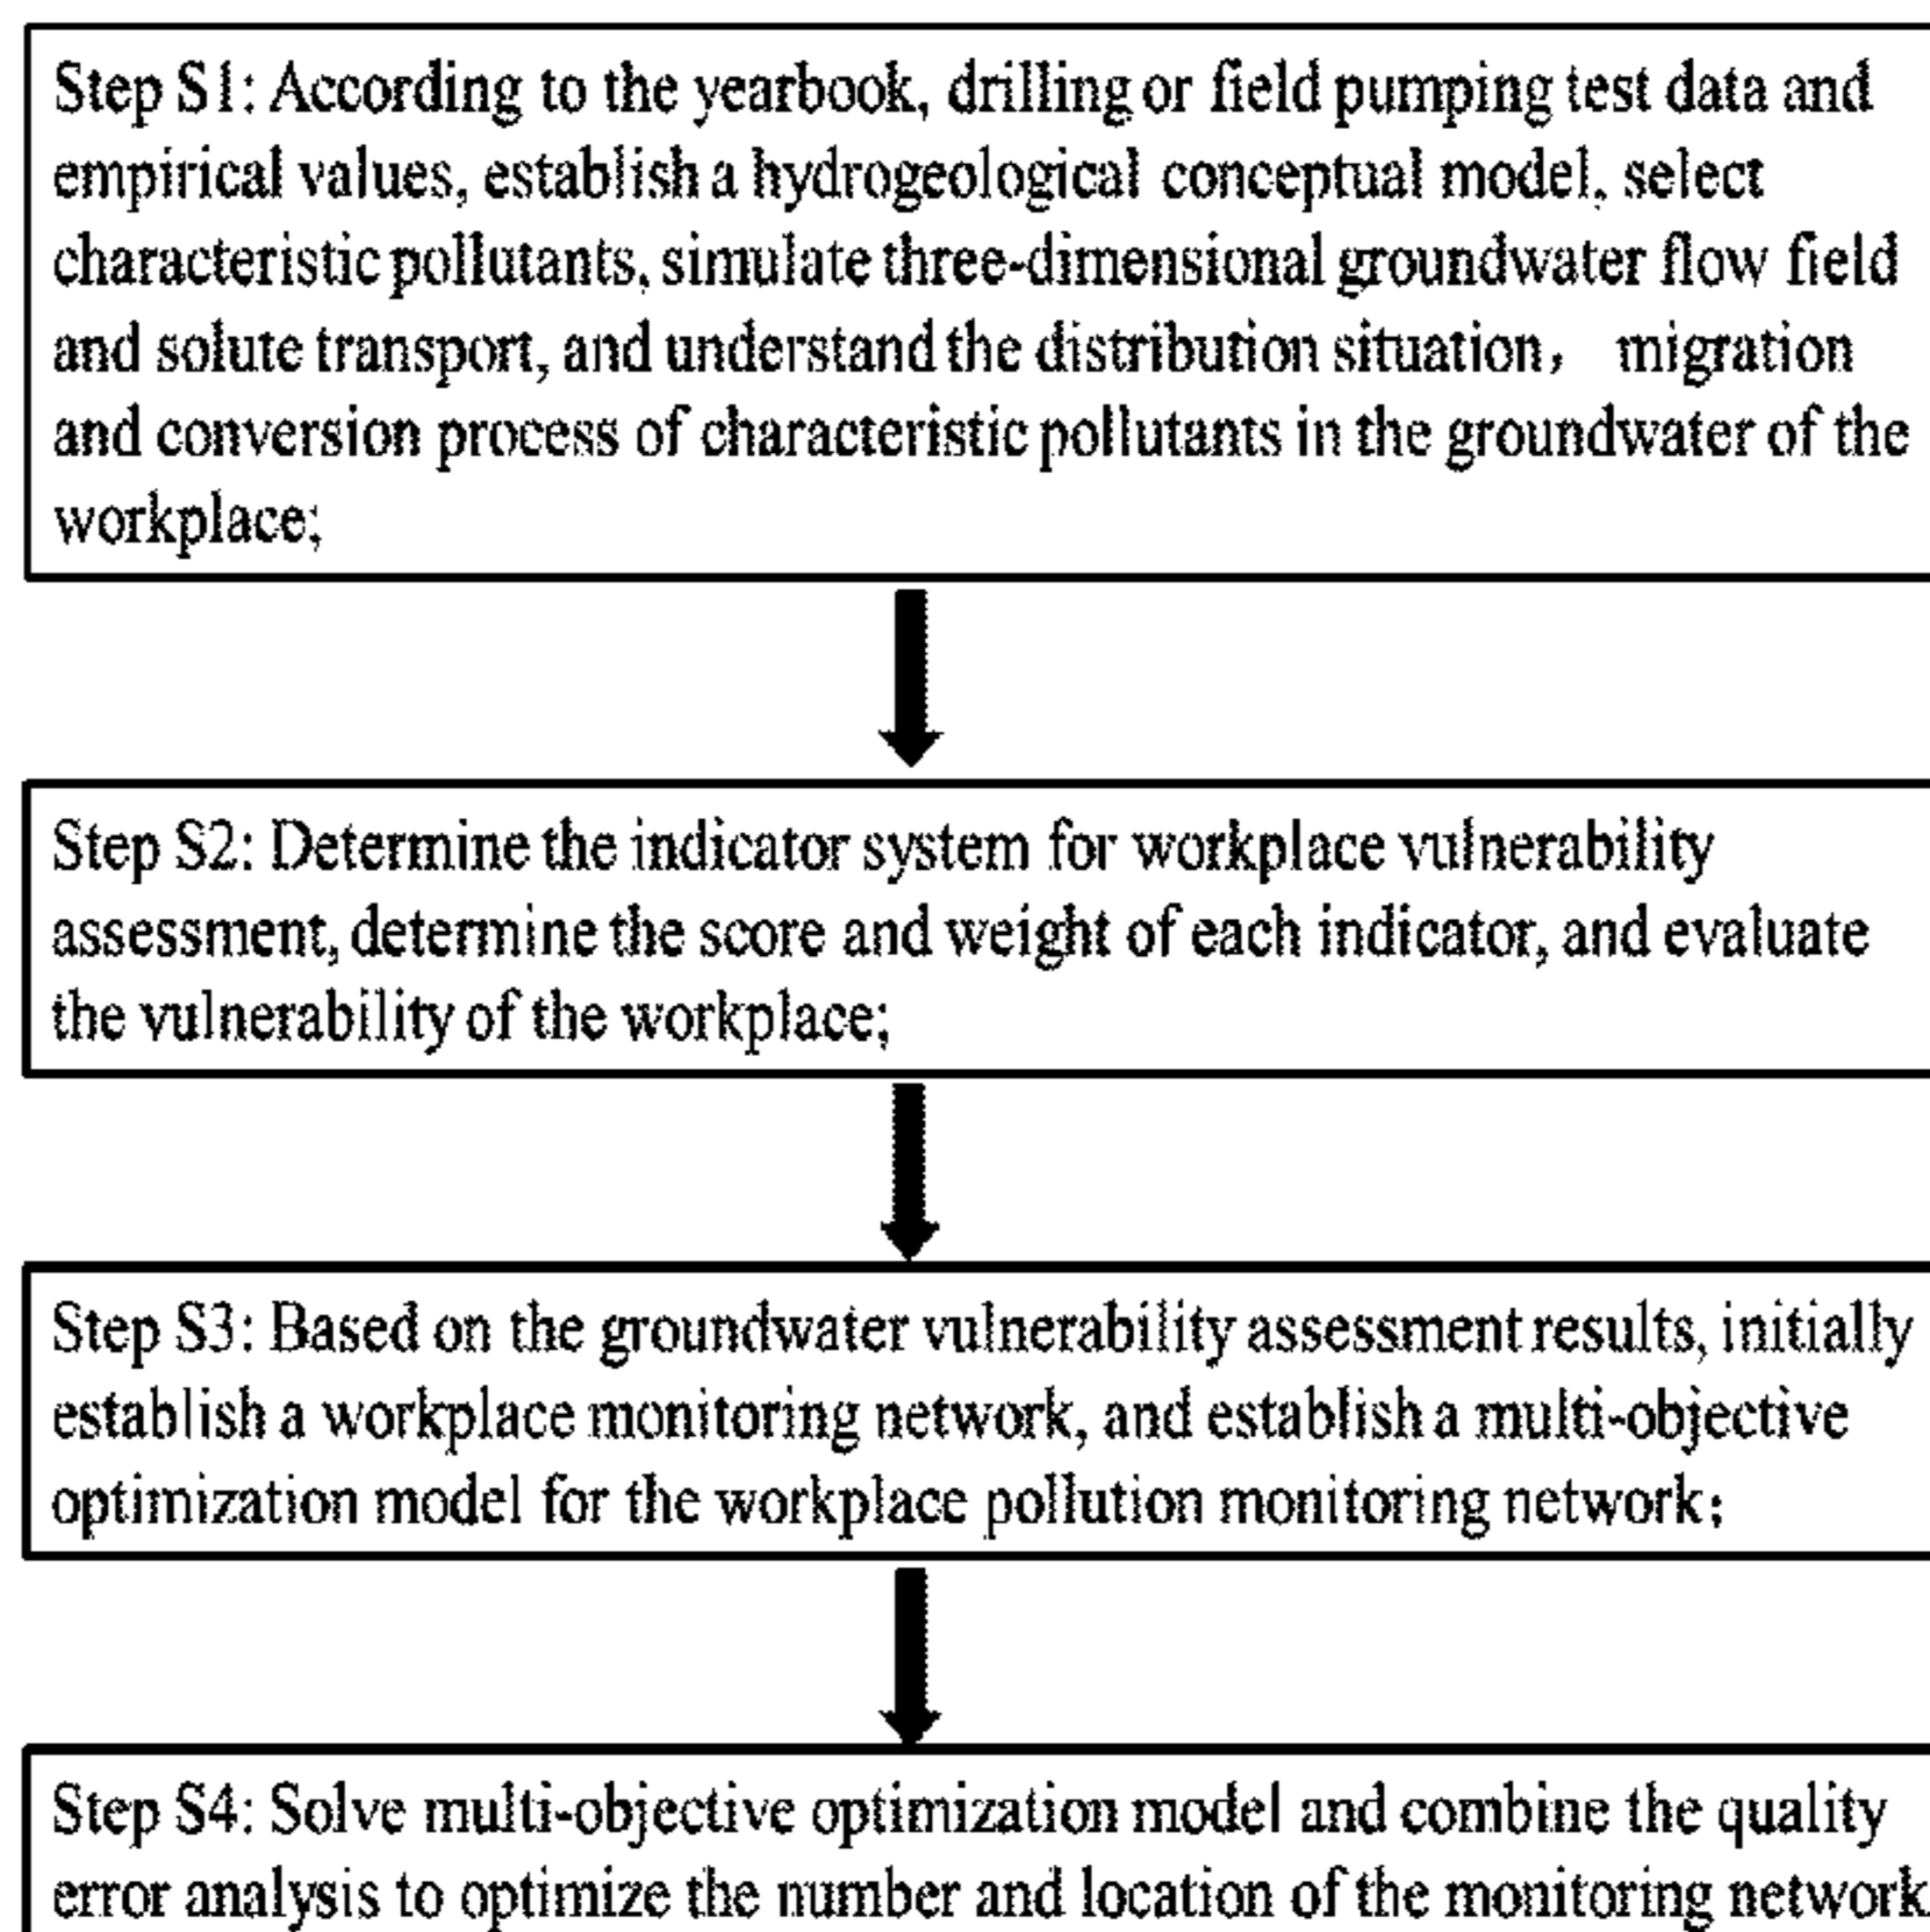 Step S1: According to the yearbook, drilling or field pumping test data and
empirical values, establish a hydrogeological conceptual model, select
characteristic pollutants, simulate three-dimensional groundwater flow field
and solute transport, and understand the distribution situation， migration
and conversion process of characteristic pollutants in the groundwater of the
workplace;
Step S2: Determine the indicator system for workplace vulnerability
assessment, determine the score and weight of each indicator, and evaluate
the vulnerability of the workplace;
Step S3: Based on the groundwater vulnerability assessment results, initially
establish a workplace monitoring network, and establish a multi-objective
optimization model for the workplace pollution monitoring network;
Step S4: Solve multi-objective optimization model and combine the quality
error analysis to optimize the number and location of the monitoring network